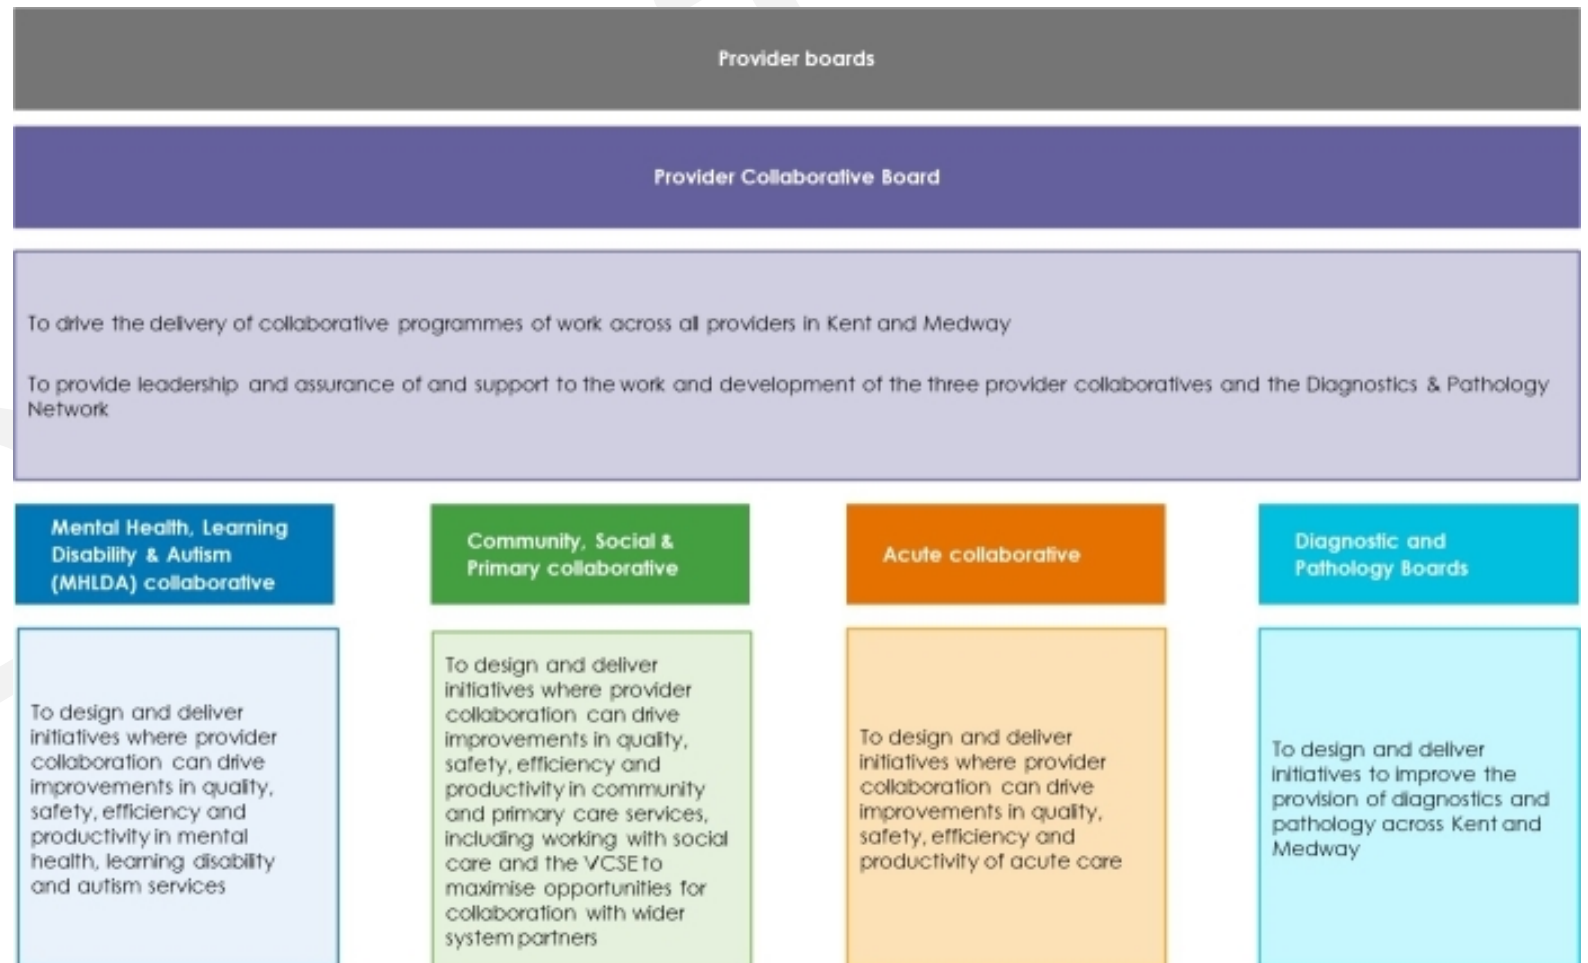 Provider boards
Provider Collaborative Board
To drive the delivery of collaborative programmes of work across all providers in Kent and Medway
To provide leadership and assurance of and support to the work and development of the three provider collaboratives and the Diagnostics & Pathology
Network
Mental Health, Learning
Disability & Autism
(MHLDA) collaborative
Community, Social &
Primary collaborative
Acute collaborative
Diagnostic and
Pathology Boards
To design and deliver
initiatives where provider
collaboration can drive
improvements in quality,
safety, efficiency and
productivity in mental
health, learning disability
and autism services
To design and deliver
initiatives where provider
collaboration can drive
improvements in quality,
safety, efficiency and
productivity in community
and primary care services,
including working with social
care and the VCSE to
maximise opportunities for
collaboration with wider
system partners
To design and deliver
initiatives where provider
collaboration can drive
improvements in quality,
safety, efficiency and
productivity of acute care
To design and deliver
initiatives to improve the
provision of diagnostics and
pathology across Kent and
Medway